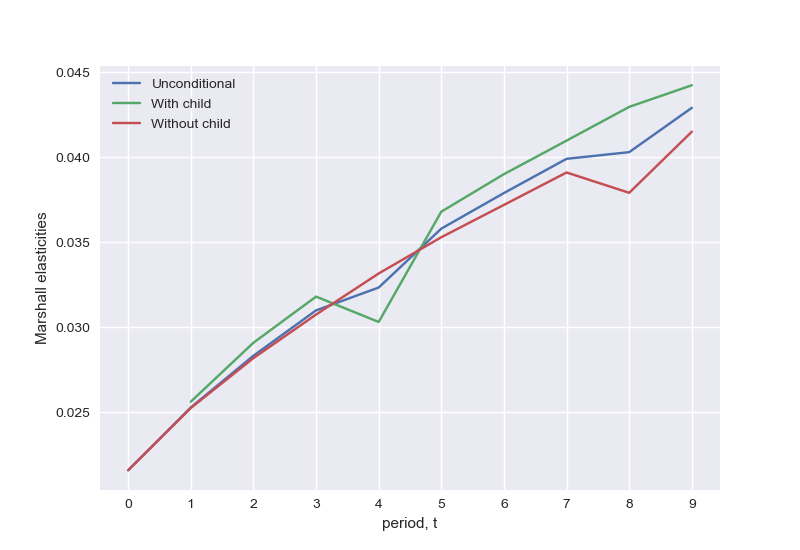 0.045
0.040
0.035
0.030
0.025
Marshall elasticities
Unconditional
With child
Without child
0 1 2 3 4 5 6 7 8 9
period, t